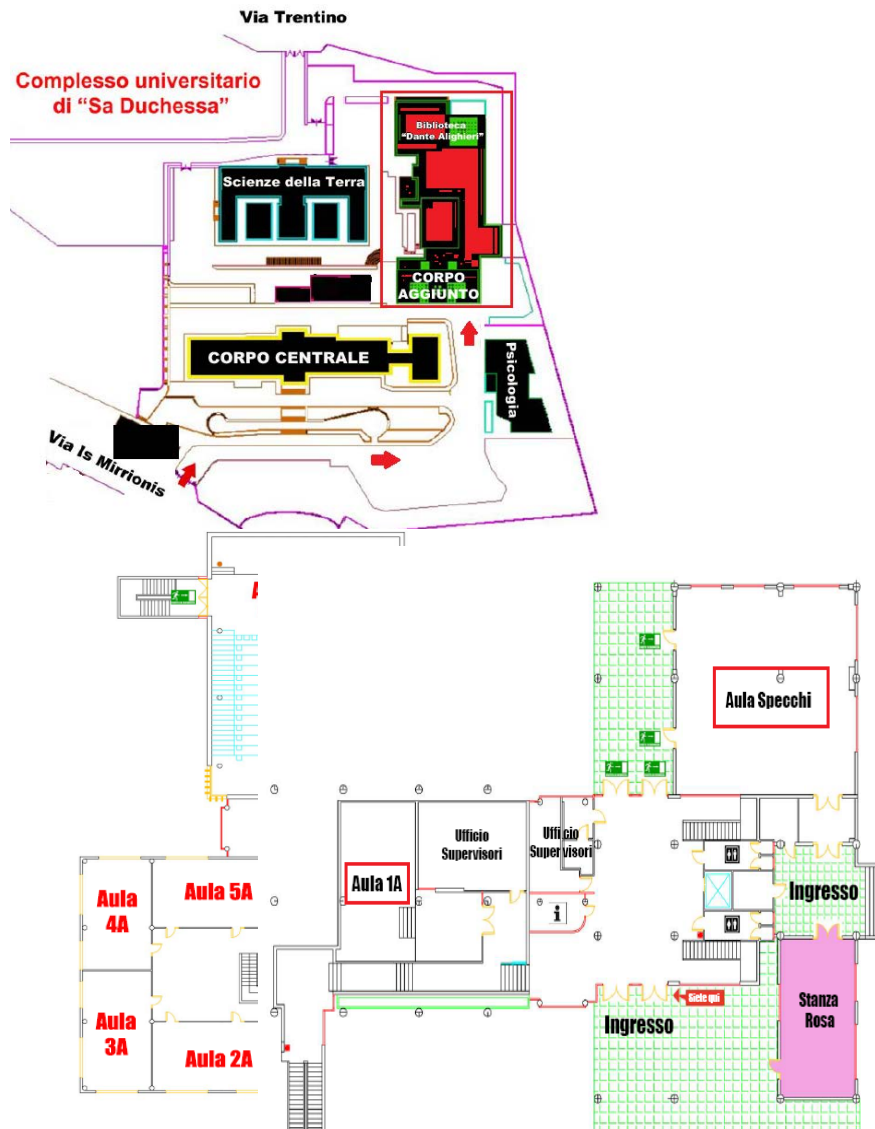 Via Trentino
Complesso universitario
di “Sa Duchessa”
Biblioteca
“Dante Alighieri”
Scienze della Terra
CORPO
AGGIUNTO
CORPO CENTRALE
Psicologia
Via Is Mirrionis
Aula Specchi
Ufficio
Supervisori
Ufficio
Supervisori
Aula 1A
Aula 5A
Aula
4A
i
Ingresso
Siete qui
Stanza
Rosa
Ingresso
Aula
3A
Aula 2A